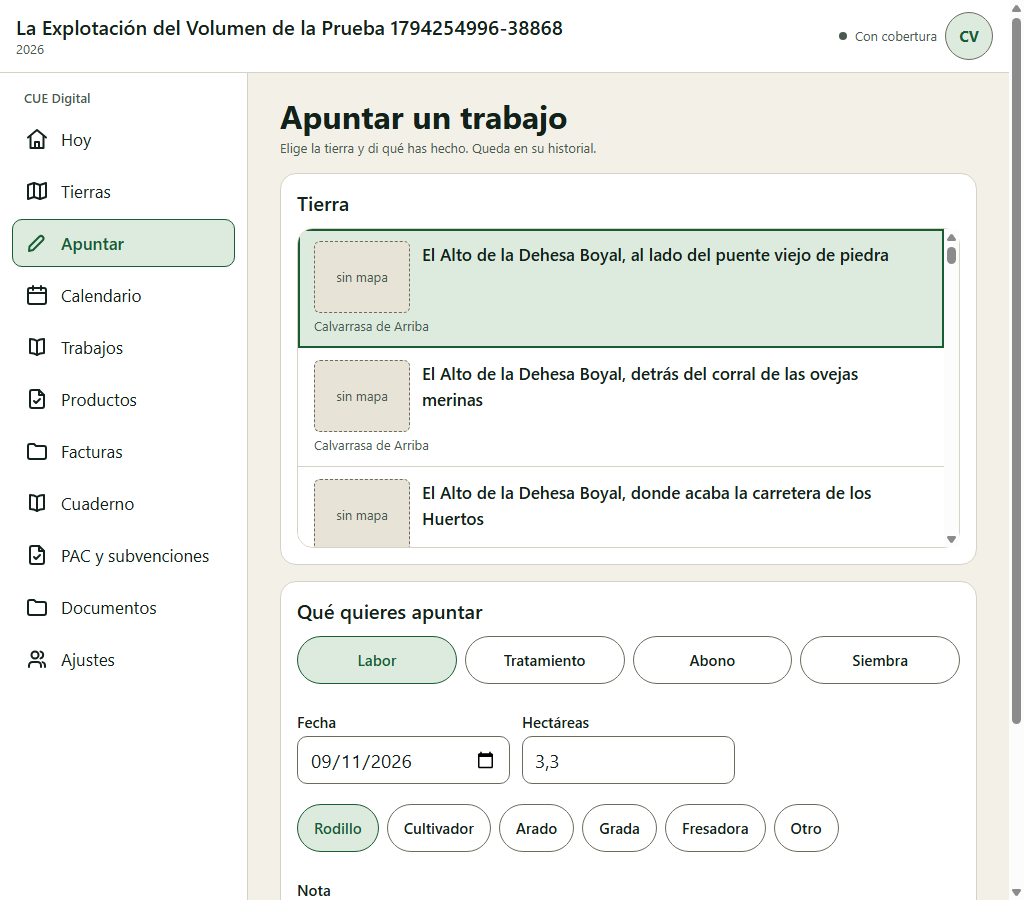 La Explotación del Volumen de la Prueba 1794254996-38868
2026
Con cobertura
CV
CUE Digital
Hoy
Tierras
Apuntar
Calendario
Trabajos
Productos
Facturas
Cuaderno
PAC y subvenciones
Documentos
Ajustes
Apuntar un trabajo
Elige la tierra y di qué has hecho. Queda en su historial.
Tierra
sin mapa
El Alto de la Dehesa Boyal, al lado del puente viejo de piedra
Calvarrasa de Arriba
sin mapa
El Alto de la Dehesa Boyal, detrás del corral de las ovejas
merinas
Calvarrasa de Arriba
sin mapa
El Alto de la Dehesa Boyal, donde acaba la carretera de los
Huertos
Qué quieres apuntar
Labor
Tratamiento
Abono
Siembra
Fecha
Hectáreas
09/11/2026
3,3
Rodillo
Cultivador
Arado
Grada
Fresadora
Otro
Nota